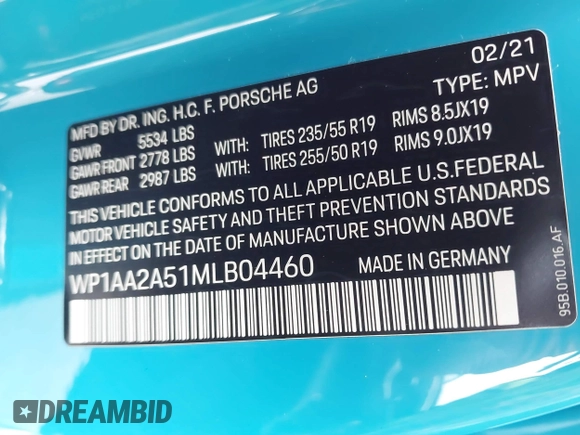 MFD BY DR. ING. H.C. F. PORSCHE AG 02/21
GVWR 5534 LBS TYPE: MPV
GAWR FRONT 2778 LBS WITH: TIRES 235/55 R19 RIMS 8.5JX19
GAWR REAR 2987 LBS WITH: TIRES 255/50 R19 RIMS 9.0JX19
THIS VEHICLE CONFORMS TO ALL APPLICABLE U.S.FEDERAL
MOTOR VEHICLE SAFETY AND THEFT PREVENTION STANDARDS
IN EFFECT ON THE DATE OF MANUFACTURE SHOWN ABOVE
WP1AA2A51MLB04460 MADE IN GERMANY
95B.010.016.AF
DREAMBID